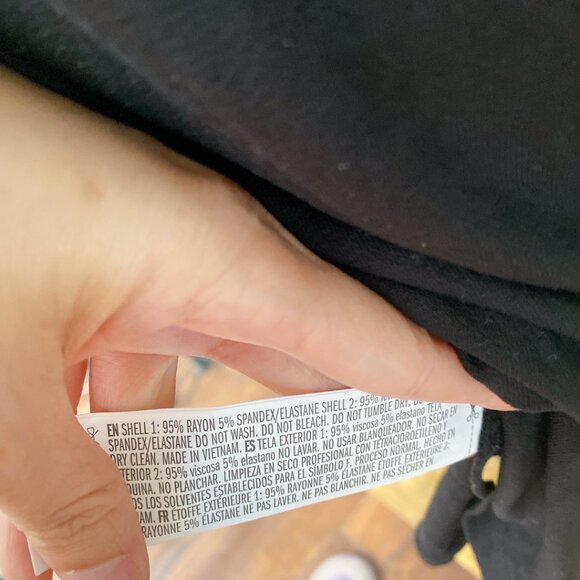 EN SHELL 1: 95% RAYON 5% SPANDEX/ELASTANE SHELL 2: 95%
SPANDEX/ELASTANE DO NOT WASH. DO NOT BLEACH. DO NOT TUMBLE DRY. DO
DRY CLEAN. MADE IN VIETNAM. ES TELA EXTERIOR 1: 95% viscosa 5% elastano TELA
TERIOR 2: 95% viscosa 5% elastano NO LAVAR. NO USAR BLANQUEADOR. NO SECAR EN
QUINA. NO PLANCHAR. LIMPIEZA EN SECO PROFESIONAL CON TETRACLOROETILENO Y
OS LOS SOLVENTES ESTABLECIDOS PARA EL SÍMBOLO F. PROCESO NORMAL. HECHO EN
AM. FR ÉTOFFE EXTÉRIEURE 1: 95% RAYONNE 5% ÉLASTANE ÉTOFFE EXTÉRIEURE 2:
RAYONNE 5% ÉLASTANE NE PAS LAVER. NE PAS BLANCHIR. NE PAS SÉCHER EN